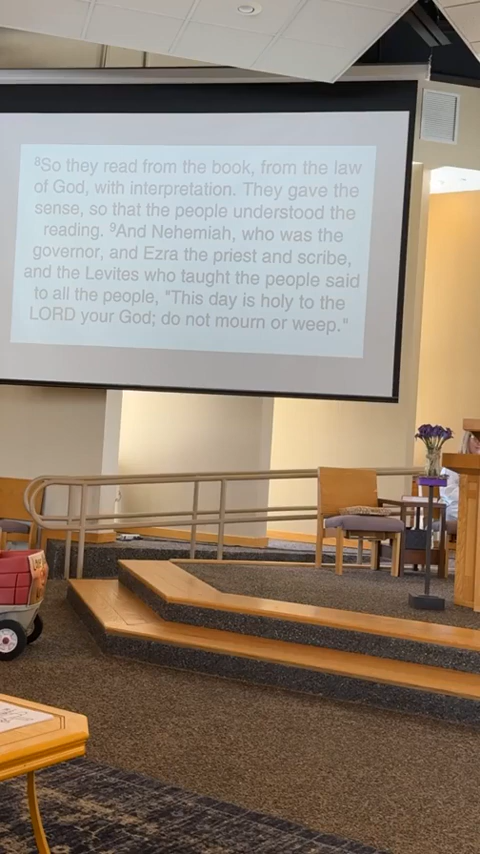 ⁸So they read from the book, from the law
of God, with interpretation. They gave the
sense, so that the people understood the
reading. ⁹And Nehemiah, who was the
governor, and Ezra the priest and scribe,
and the Levites who taught the people said
to all the people, "This day is holy to the
LORD your God; do not mourn or weep."